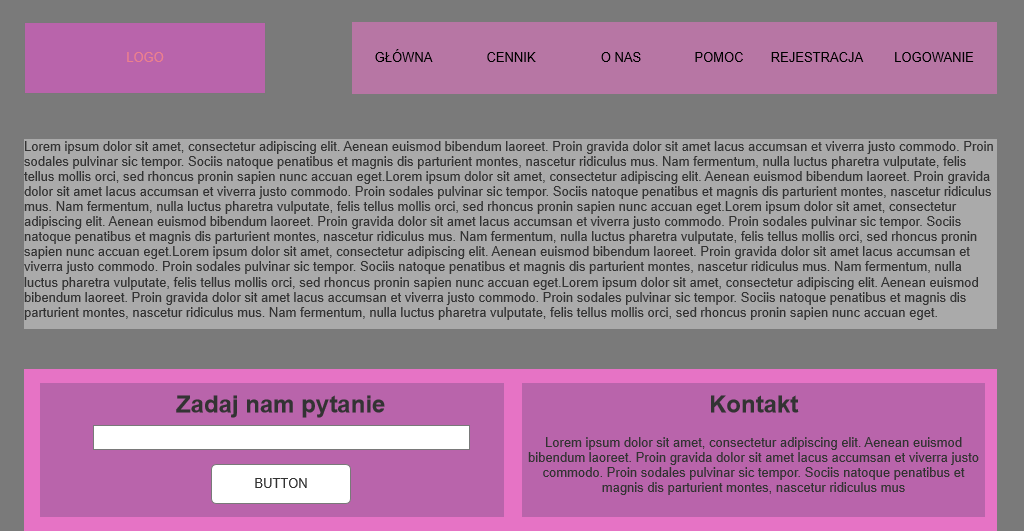 LOGO
GŁÓWNA CENNIK O NAS POMOC REJESTRACJA LOGOWANIE
Lorem ipsum dolor sit amet, consectetur adipiscing elit. Aenean euismod bibendum laoreet. Proin gravida dolor sit amet lacus accumsan et viverra justo commodo. Proin
sodales pulvinar sic tempor. Sociis natoque penatibus et magnis dis parturient montes, nascetur ridiculus mus. Nam fermentum, nulla luctus pharetra vulputate, felis
tellus mollis orci, sed rhoncus pronin sapien nunc accuan eget.Lorem ipsum dolor sit amet, consectetur adipiscing elit. Aenean euismod bibendum laoreet. Proin gravida
dolor sit amet lacus accumsan et viverra justo commodo. Proin sodales pulvinar sic tempor. Sociis natoque penatibus et magnis dis parturient montes, nascetur ridiculus
mus. Nam fermentum, nulla luctus pharetra vulputate, felis tellus mollis orci, sed rhoncus pronin sapien nunc accuan eget.Lorem ipsum dolor sit amet, consectetur
adipiscing elit. Aenean euismod bibendum laoreet. Proin gravida dolor sit amet lacus accumsan et viverra justo commodo. Proin sodales pulvinar sic tempor. Sociis
natoque penatibus et magnis dis parturient montes, nascetur ridiculus mus. Nam fermentum, nulla luctus pharetra vulputate, felis tellus mollis orci, sed rhoncus pronin
sapien nunc accuan eget.Lorem ipsum dolor sit amet, consectetur adipiscing elit. Aenean euismod bibendum laoreet. Proin gravida dolor sit amet lacus accumsan et
viverra justo commodo. Proin sodales pulvinar sic tempor. Sociis natoque penatibus et magnis dis parturient montes, nascetur ridiculus mus. Nam fermentum, nulla
luctus pharetra vulputate, felis tellus mollis orci, sed rhoncus pronin sapien nunc accuan eget.Lorem ipsum dolor sit amet, consectetur adipiscing elit. Aenean euismod
bibendum laoreet. Proin gravida dolor sit amet lacus accumsan et viverra justo commodo. Proin sodales pulvinar sic tempor. Sociis natoque penatibus et magnis dis
parturient montes, nascetur ridiculus mus. Nam fermentum, nulla luctus pharetra vulputate, felis tellus mollis orci, sed rhoncus pronin sapien nunc accuan eget.
Zadaj nam pytanie
BUTTON
Kontakt
Lorem ipsum dolor sit amet, consectetur adipiscing elit. Aenean euismod
bibendum laoreet. Proin gravida dolor sit amet lacus accumsan et viverra justo
commodo. Proin sodales pulvinar sic tempor. Sociis natoque penatibus et
magnis dis parturient montes, nascetur ridiculus mus